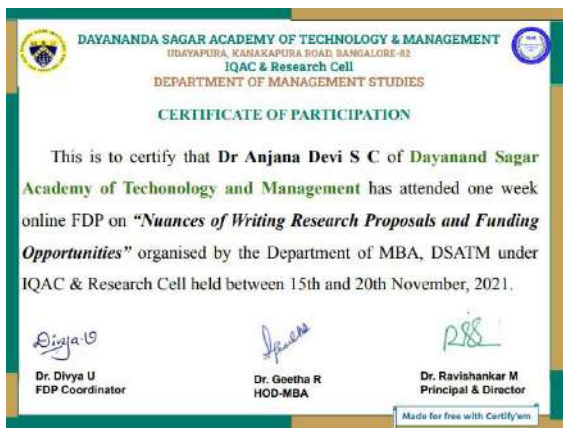 DAYANANDA SAGAR ACADEMY OF TECHNOLOGY & MANAGEMENT
UDAYAPURA, KANAKAPURA ROAD, BANGALORE-82
IQAC & Research Cell
DEPARTMENT OF MANAGEMENT STUDIES
CERTIFICATE OF PARTICIPATION
This is to certify that Dr Anjana Devi S C of Dayanand Sagar
Academy of Techonology and Management has attended one week
online FDP on “Nuances of Writing Research Proposals and Funding
Opportunities” organised by the Department of MBA, DSATM under
IQAC & Research Cell held between 15th and 20th November, 2021.
Divya.U
Dr. Divya U
FDP Coordinator
Dr. Geetha R
HOD-MBA
Dr. Ravishankar M
Principal & Director
Made for free with Certify'em